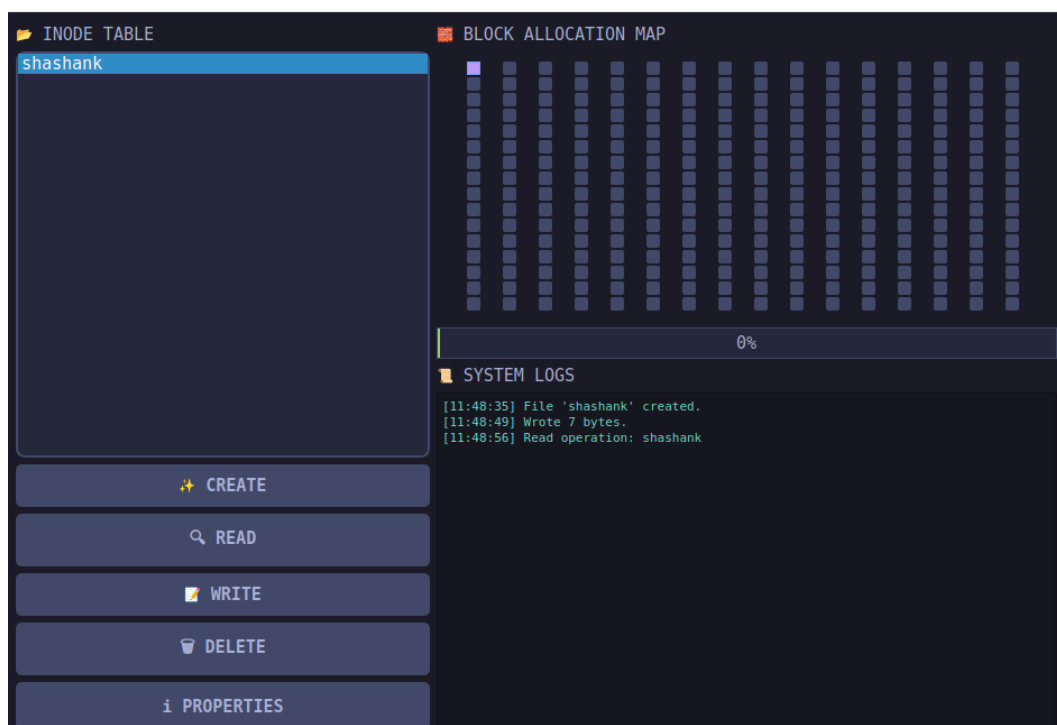 📂 INODE TABLE
shashank
✨ CREATE
🔍 READ
📝 WRITE
🗑 DELETE
i PROPERTIES
🧱 BLOCK ALLOCATION MAP
0%
📜 SYSTEM LOGS
[11:48:35] File 'shashank' created.
[11:48:49] Wrote 7 bytes.
[11:48:56] Read operation: shashank